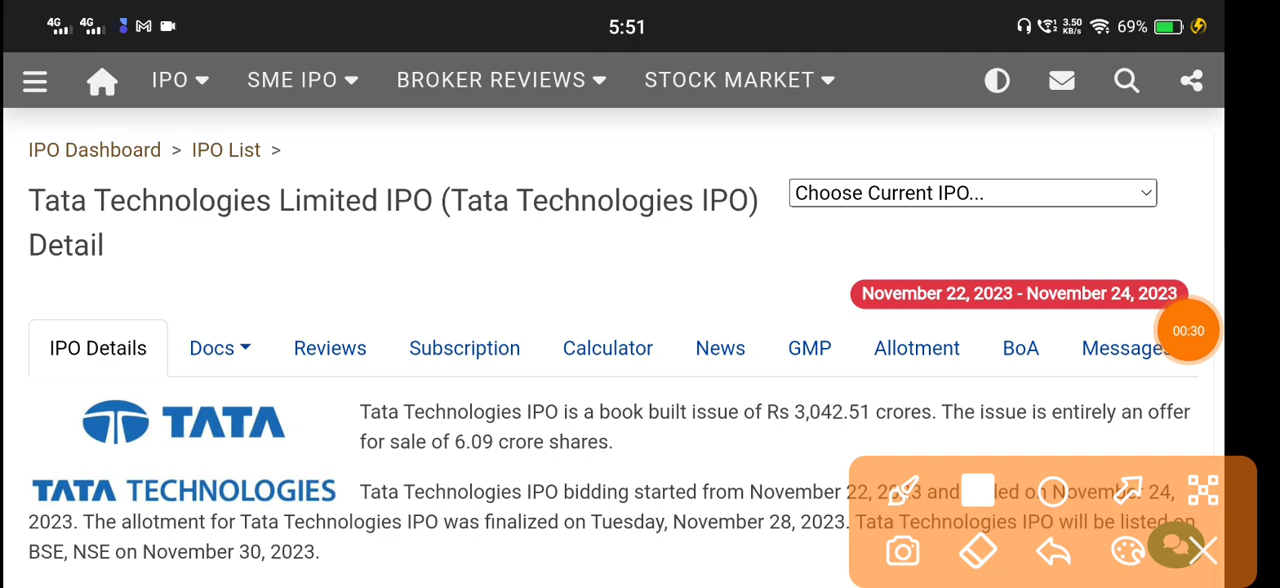 4G 4G 5:51 3.50 KB/s 69%
IPO SME IPO BROKER REVIEWS STOCK MARKET
IPO Dashboard > IPO List >
Tata Technologies Limited IPO (Tata Technologies IPO)
Detail
Choose Current IPO...
November 22, 2023 - November 24, 2023
00:30
IPO Details Docs Reviews Subscription Calculator News GMP Allotment BoA Messages
TATA
TATA TECHNOLOGIES
Tata Technologies IPO is a book built issue of Rs 3,042.51 crores. The issue is entirely an offer
for sale of 6.09 crore shares.
Tata Technologies IPO bidding started from November 22, 2023 and ended on November 24,
2023. The allotment for Tata Technologies IPO was finalized on Tuesday, November 28, 2023. Tata Technologies IPO will be listed on
BSE, NSE on November 30, 2023.